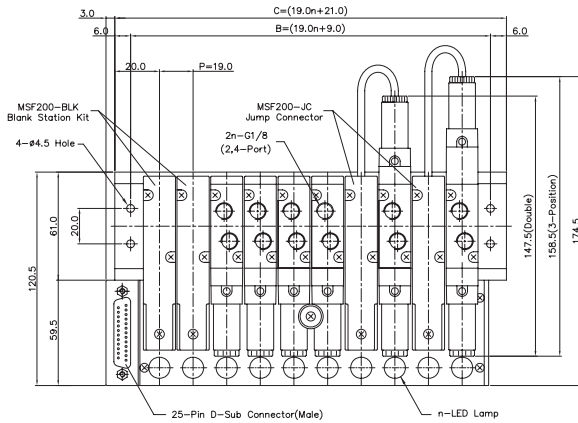 C=(19.0n+21.0)
3.0
B=(19.0n+9.0)
6.0
6.0
20.0
P=19.0
MSF200-BLK
Blank Station Kit
MSF200-JC
Jump Connector
2n-G1/8
(2,4-Port)
4-ø4.5 Hole
61.0
20.0
120.5
59.5
147.5(Double)
158.5(3-Position)
174.5
25-Pin D-Sub Connector(Male)
n-LED Lamp